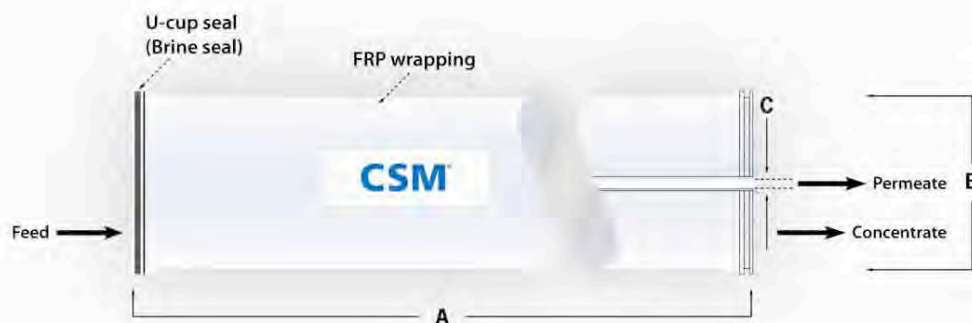 U-cup seal
(Brine seal)
FRP wrapping
C
CSM
Permeate
B
Feed
Concentrate
A